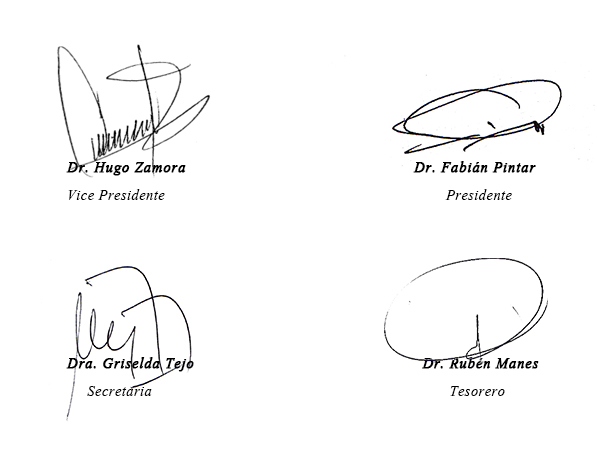 Dr. Hugo Zamora
Vice Presidente
Dr. Fabián Pintar
Presidente
Dra. Griselda Tejo
Secretaria
Dr. Rubén Manes
Tesorero